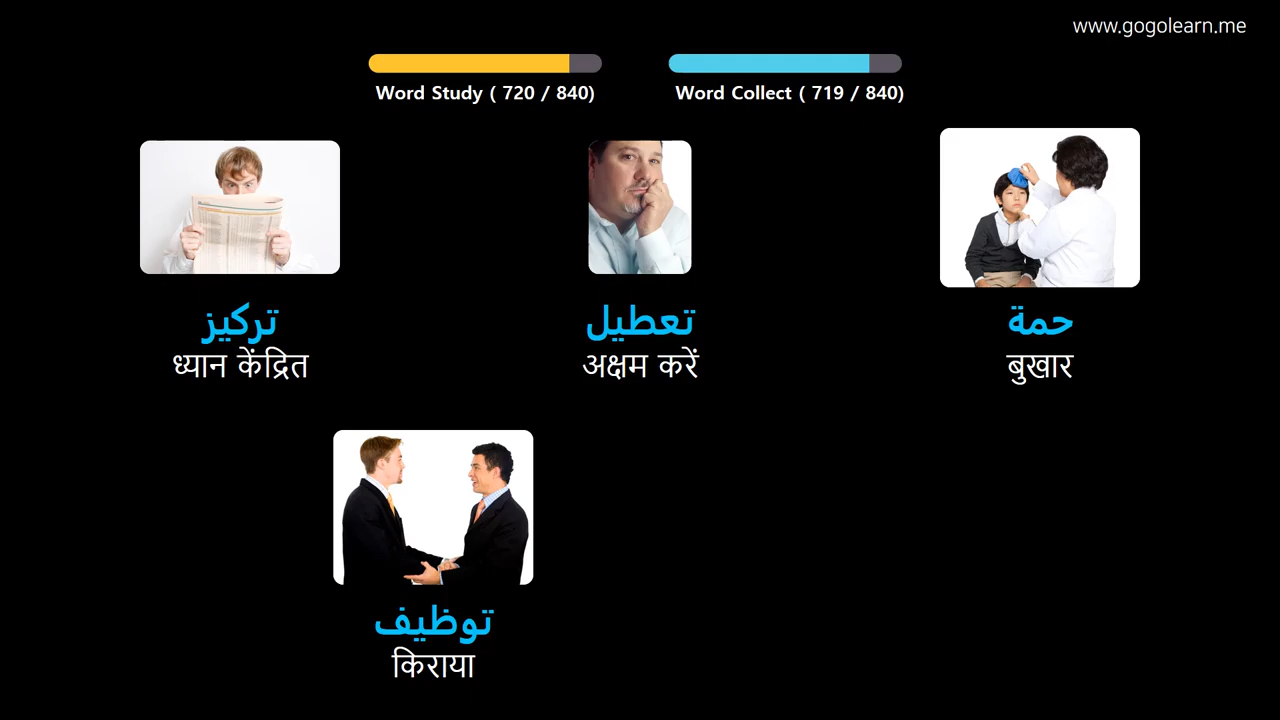 www.gogolearn.me
Word Study ( 720 / 840)
Word Collect ( 719 / 840)
تركيز
ध्यान केंद्रित
تعطيل
अक्षम करें
حمة
बुखार
توظيف
किराया